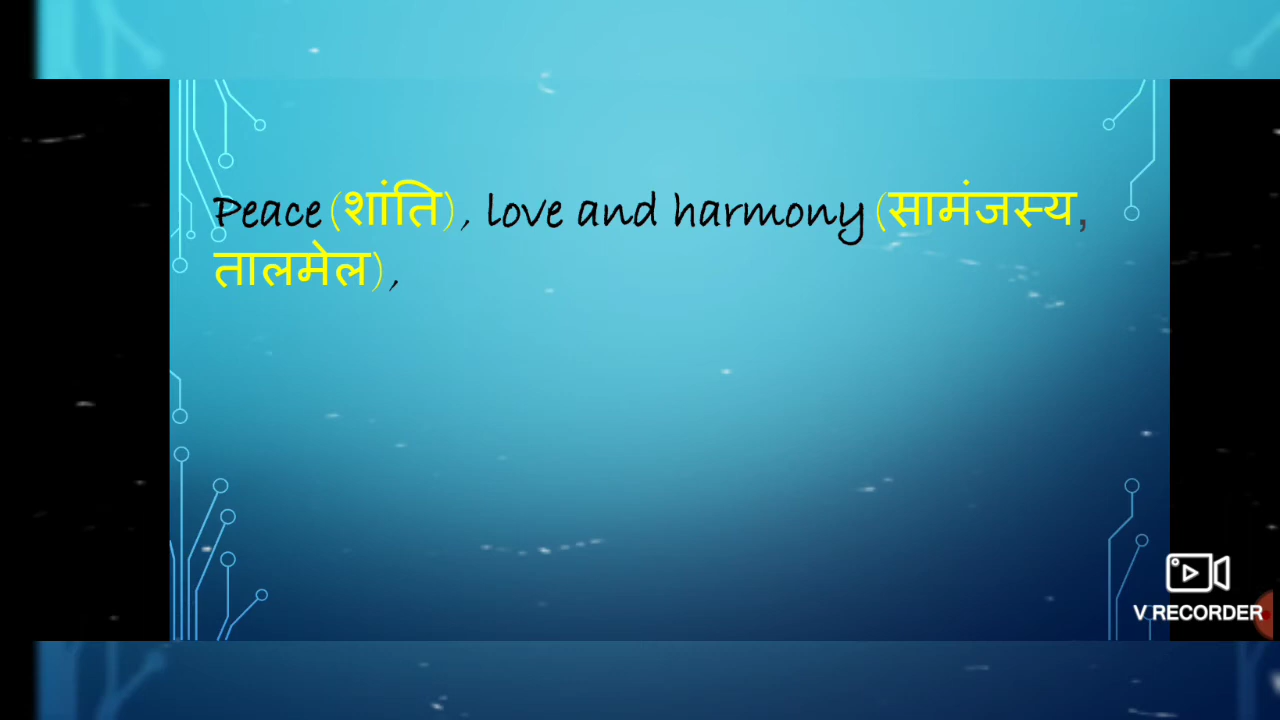 Peace (शांति), love and harmony (सामंजस्य,
तालमेल),
V RECORDER